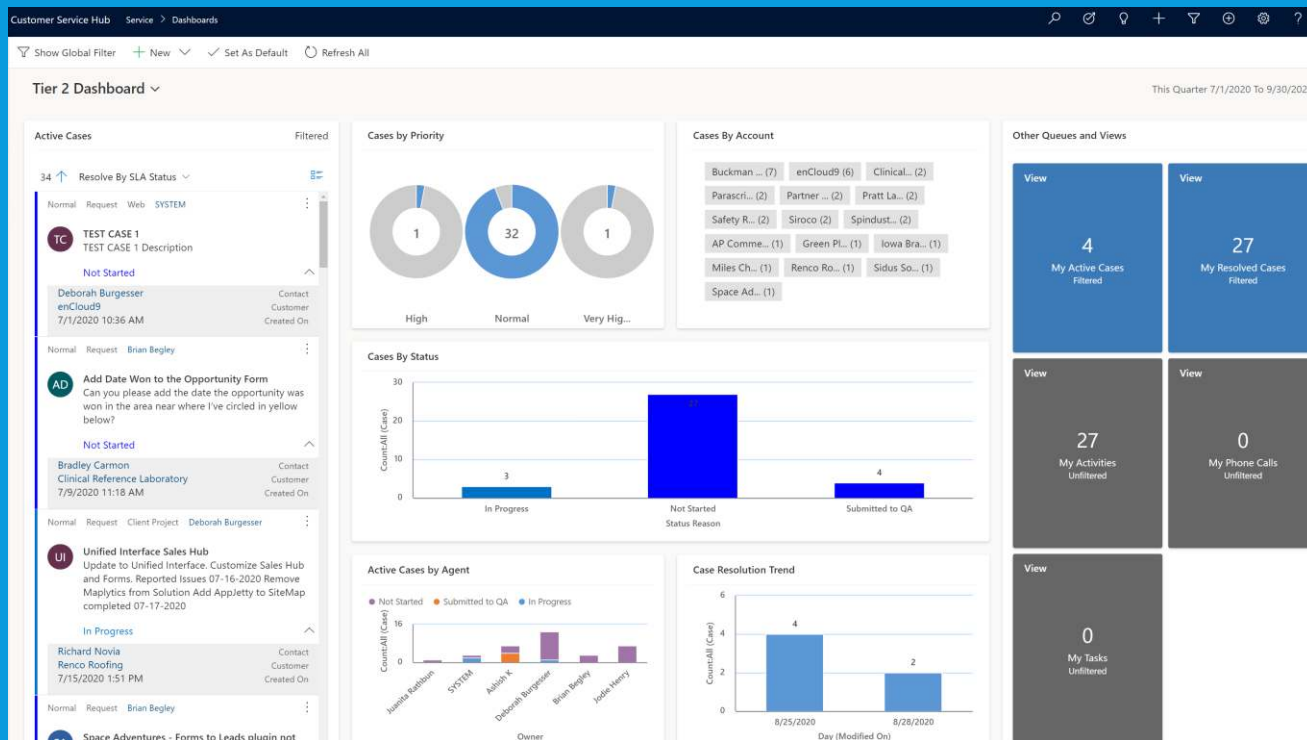 Customer Service Hub Service > Dashboards
Show Global Filter New Set As Default Refresh All
Tier 2 Dashboard
This Quarter 7/1/2020 To 9/30/202
Active Cases Filtered
34 Resolve By SLA Status
Normal Request Web SYSTEM
TC
TEST CASE 1
TEST CASE 1 Description
Not Started
Deborah Burgesser Contact
enCloud9 Customer
7/1/2020 10:36 AM Created On
Normal Request Brian Begley
AD
Add Date Won to the Opportunity Form
Can you please add the date the opportunity was
won in the area near where I've circled in yellow
below?
Not Started
Bradley Carmon Contact
Clinical Reference Laboratory Customer
7/9/2020 11:18 AM Created On
Normal Request Client Project Deborah Burgesser
UI
Unified Interface Sales Hub
Update to Unified Interface. Customize Sales Hub
and Forms. Reported Issues 07-16-2020 Remove
Maplytics from Solution Add AppJetty to SiteMap
completed 07-17-2020
In Progress
Richard Novia Contact
Renco Roofing Customer
7/15/2020 1:51 PM Created On
Normal Request Brian Begley
Space Adventures - Forms to Leads plugin not
Cases by Priority
1 32 1
High Normal Very Hig...
Cases By Account
Buckman ... (7) enCloud9 (6) Clinical... (2)
Parascri... (2) Partner ... (2) Pratt La... (2)
Safety R... (2) Siroco (2) Spindust... (2)
AP Comme... (1) Green Pl... (1) Iowa Bra... (1)
Miles Ch... (1) Renco Ro... (1) Sidus So... (1)
Space Ad... (1)
Cases By Status
Count:All (Case)
30
20
10
0
3 27 4
In Progress Not Started Submitted to QA
Status Reason
Active Cases by Agent
Not Started Submitted to QA In Progress
Count:All (Case)
16
0
Juanita Rathbun SYSTEM Ashish K Deborah Burgesser Brian Begley Jodie Henry
Owner
Case Resolution Trend
Count:All (Case)
6
4
2
0
4 2
8/25/2020 8/28/2020
Day (Modified On)
Other Queues and Views
View
4
My Active Cases
Filtered
View
27
My Resolved Cases
Filtered
View
27
My Activities
Unfiltered
View
0
My Phone Calls
Unfiltered
View
0
My Tasks
Unfiltered